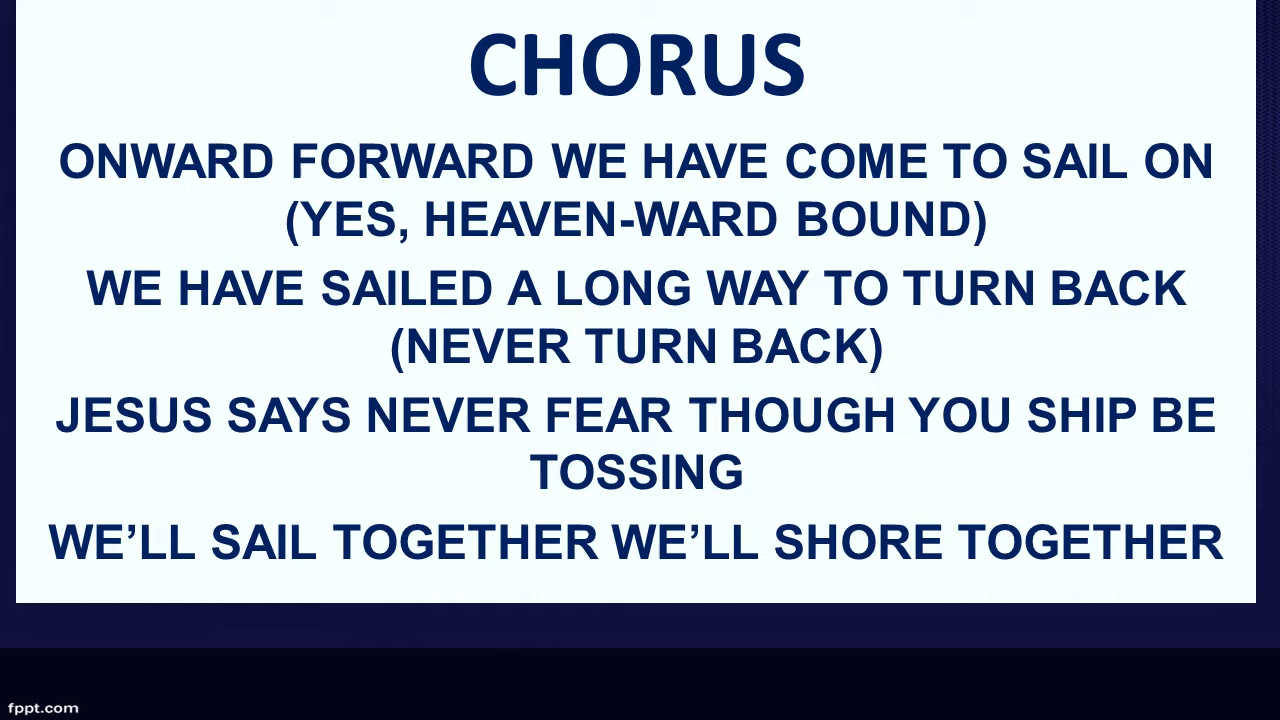 CHORUS
ONWARD FORWARD WE HAVE COME TO SAIL ON
(YES, HEAVEN-WARD BOUND)
WE HAVE SAILED A LONG WAY TO TURN BACK
(NEVER TURN BACK)
JESUS SAYS NEVER FEAR THOUGH YOU SHIP BE
TOSSING
WE’LL SAIL TOGETHER WE’LL SHORE TOGETHER
fppt.com